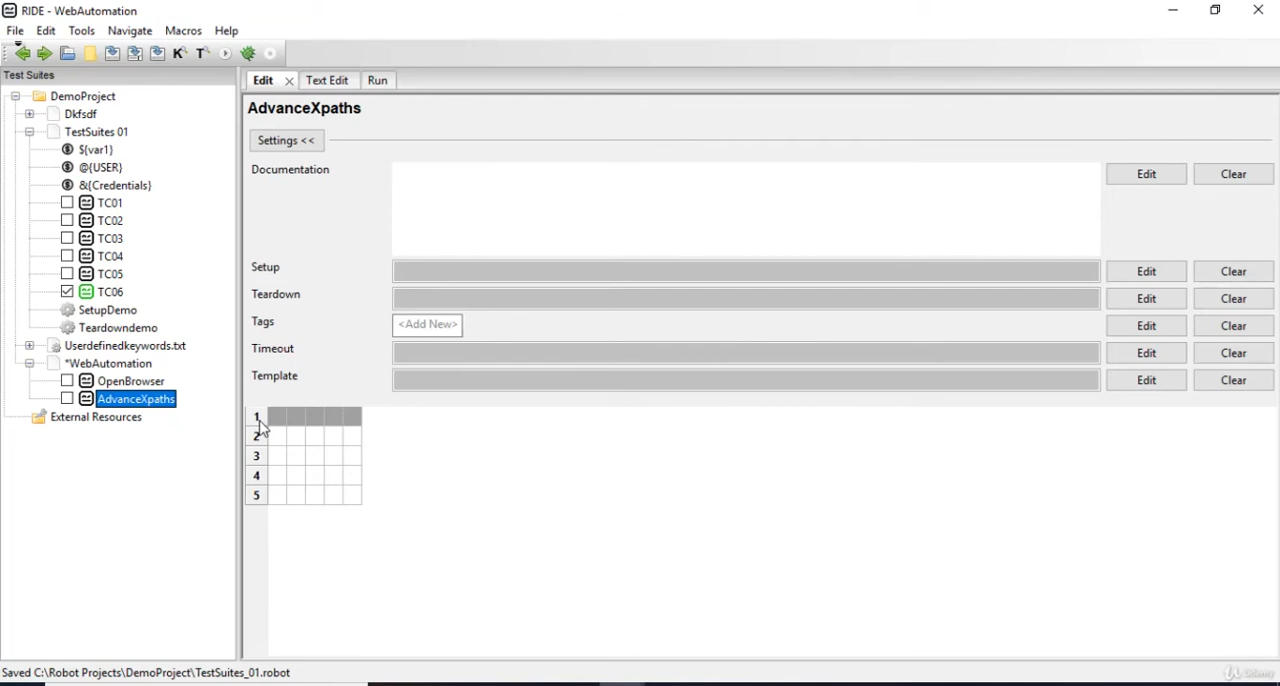 RIDE - WebAutomation
File Edit Tools Navigate Macros Help
K T
Test Suites
DemoProject
Dkfsdf
TestSuites 01
${var1}
@{USER}
&{Credentials}
TC01
TC02
TC03
TC04
TC05
TC06
SetupDemo
Teardowndemo
Userdefinedkeywords.txt
*WebAutomation
OpenBrowser
AdvanceXpaths
External Resources
Edit Text Edit Run
AdvanceXpaths
Settings <<
Documentation Edit Clear
Setup Edit Clear
Teardown Edit Clear
Tags <Add New> Edit Clear
Timeout Edit Clear
Template Edit Clear
1
2
3
4
5
Saved C:\Robot Projects\DemoProject\TestSuites_01.robot
Udemy